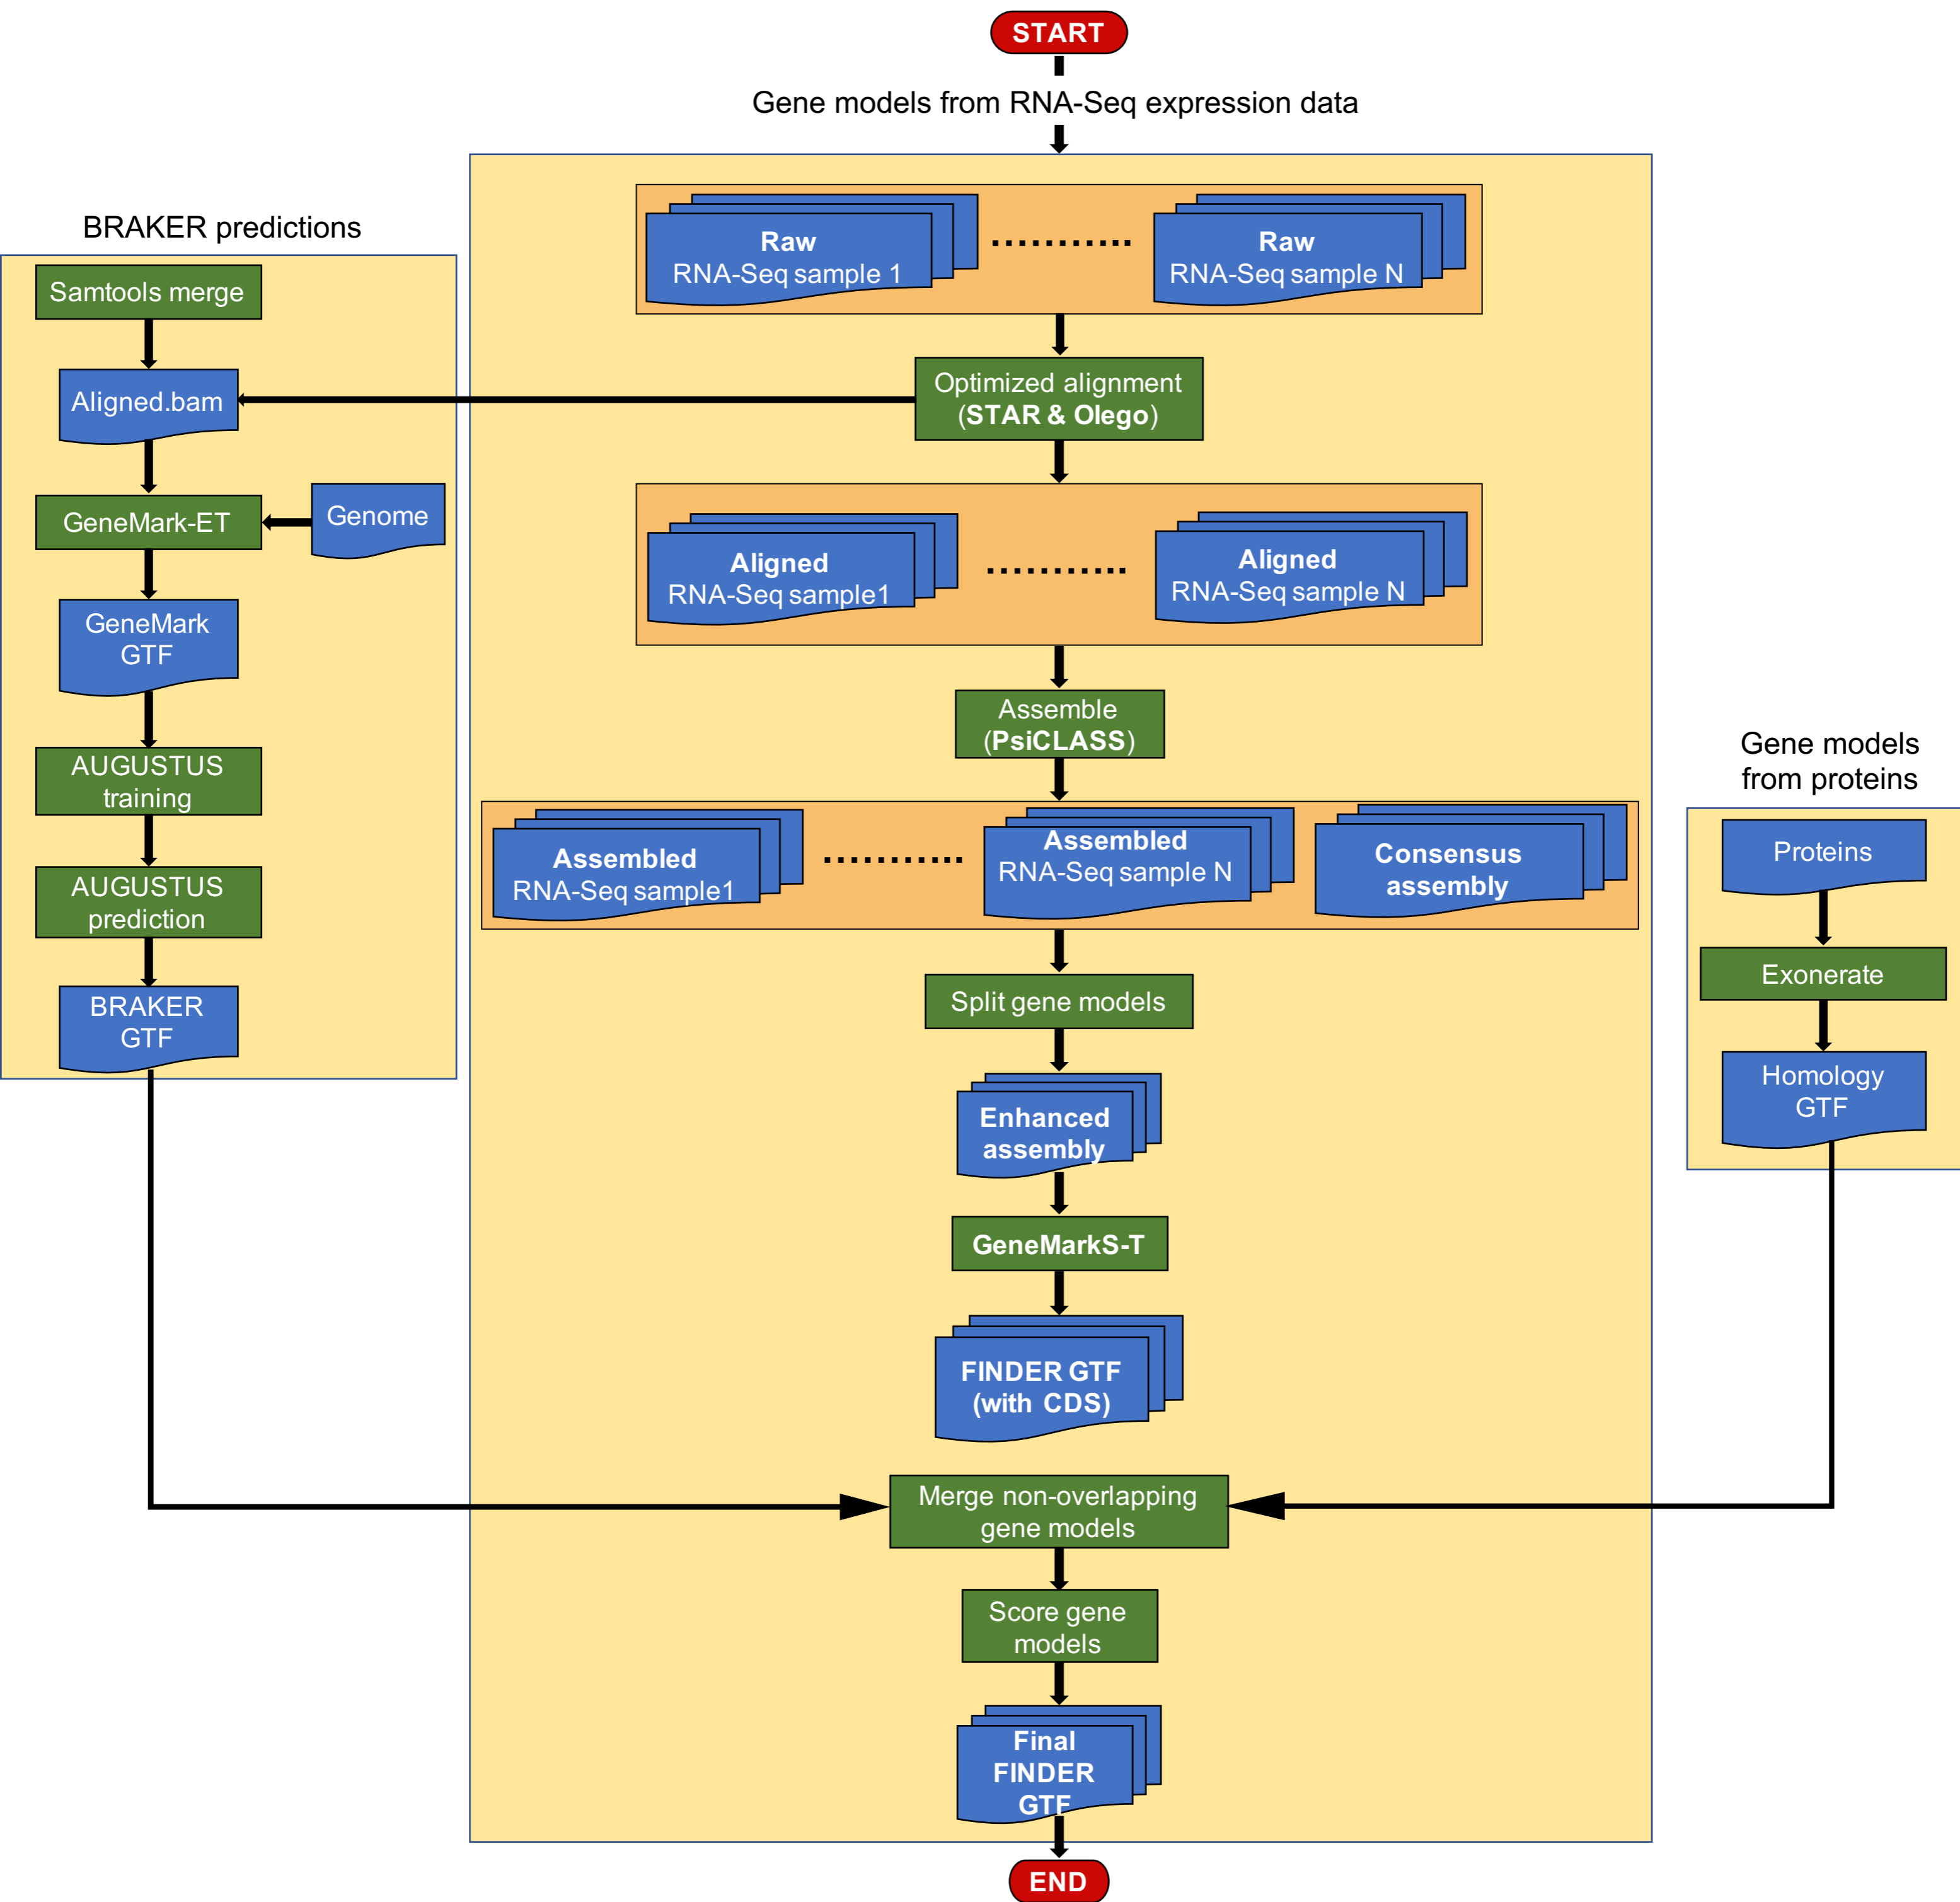 START
Gene models from RNA-Seq expression data
BRAKER predictions
Samtools merge
Aligned.bam
GeneMark-ET
Genome
GeneMark
GTF
AUGUSTUS
training
AUGUSTUS
prediction
BRAKER
GTF
Raw
RNA-Seq sample 1
...........
Raw
RNA-Seq sample N
Optimized alignment
(STAR & Olego)
Aligned
RNA-Seq sample1
...........
Aligned
RNA-Seq sample N
Assemble
(PsiCLASS)
Assembled
RNA-Seq sample1
...........
Assembled
RNA-Seq sample N
Consensus
assembly
Split gene models
Enhanced
assembly
GeneMarkS-T
FINDER GTF
(with CDS)
Merge non-overlapping
gene models
Score gene
models
Final
FINDER
GTF
END
Gene models
from proteins
Proteins
Exonerate
Homology
GTF